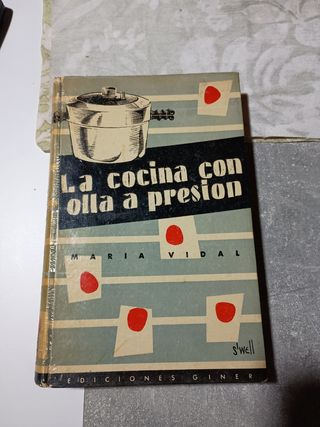 La cocina con
olla a presion
MARIA VIDAL
s'well
EDICIONES GINER